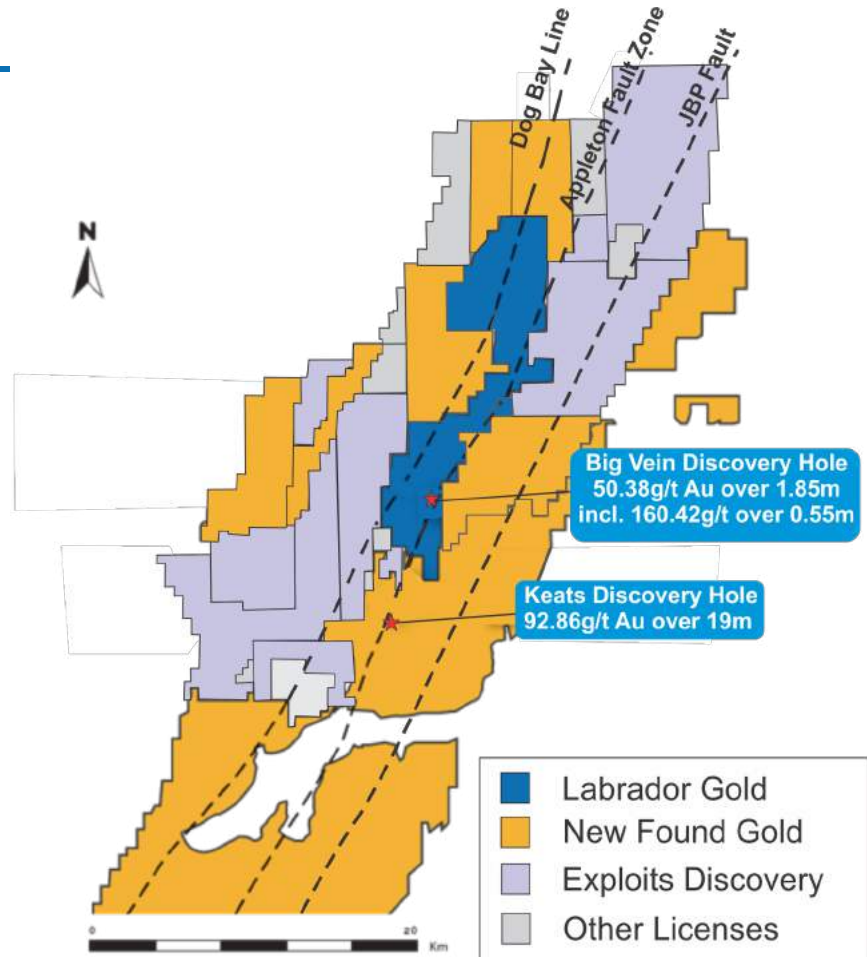 Dog Bay Line
Appleton Fault Zone
JBP Fault
N
Big Vein Discovery Hole
50.38g/t Au over 1.85m
incl. 160.42g/t over 0.55m
Keats Discovery Hole
92.86g/t Au over 19m
Labrador Gold
New Found Gold
Exploits Discovery
Other Licenses
0 20
Km